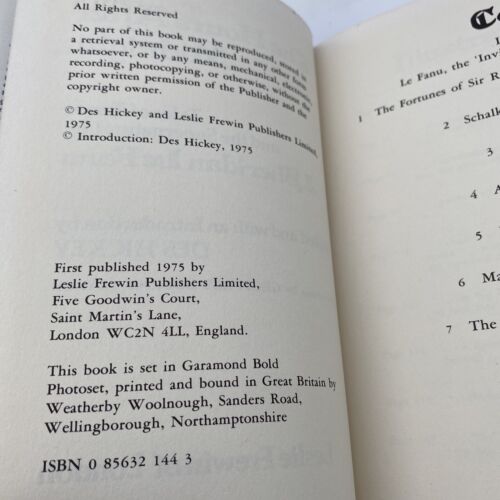 All Rights Reserved
No part of this book may be reproduced, stored in
a retrieval system or transmitted in any other form
whatsoever, or by any means, mechanical, electronic,
recording, photocopying, or otherwise, without the
prior written permission of the Publisher and the
copyright owner.
© Des Hickey and Leslie Frewin Publishers Limited,
1975
© Introduction: Des Hickey, 1975
First published 1975 by
Leslie Frewin Publishers Limited,
Five Goodwin's Court,
Saint Martin's Lane,
London WC2N 4LL, England.
This book is set in Garamond Bold
Photoset, printed and bound in Great Britain by
Weatherby Woolnough, Sanders Road,
Wellingborough, Northamptonshire
ISBN 0 85632 144 3
Le Fanu, the 'Inv
1 The Fortunes of Sir R
2 Schalk
3
4 A
5
6 Ma
7 The